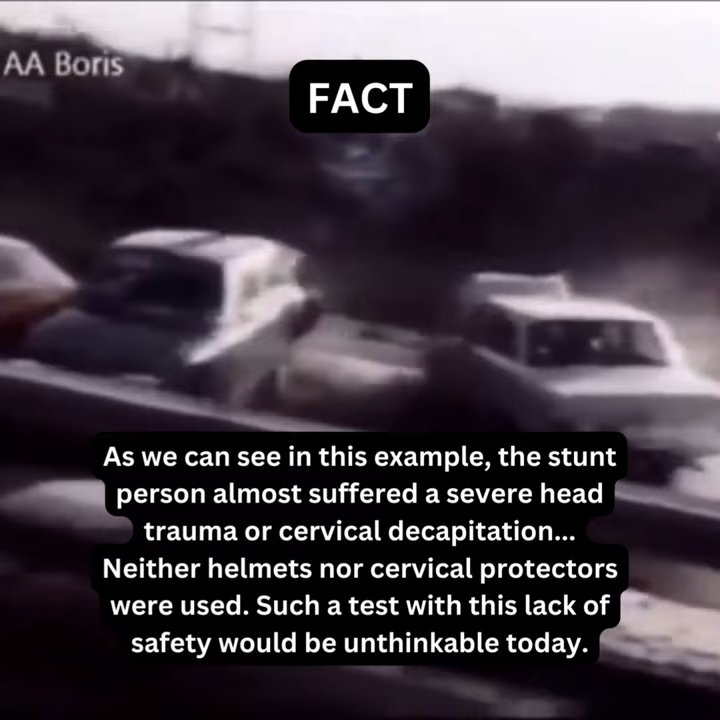 AA Boris
FACT
As we can see in this example, the stunt
person almost suffered a severe head
trauma or cervical decapitation...
Neither helmets nor cervical protectors
were used. Such a test with this lack of
safety would be unthinkable today.